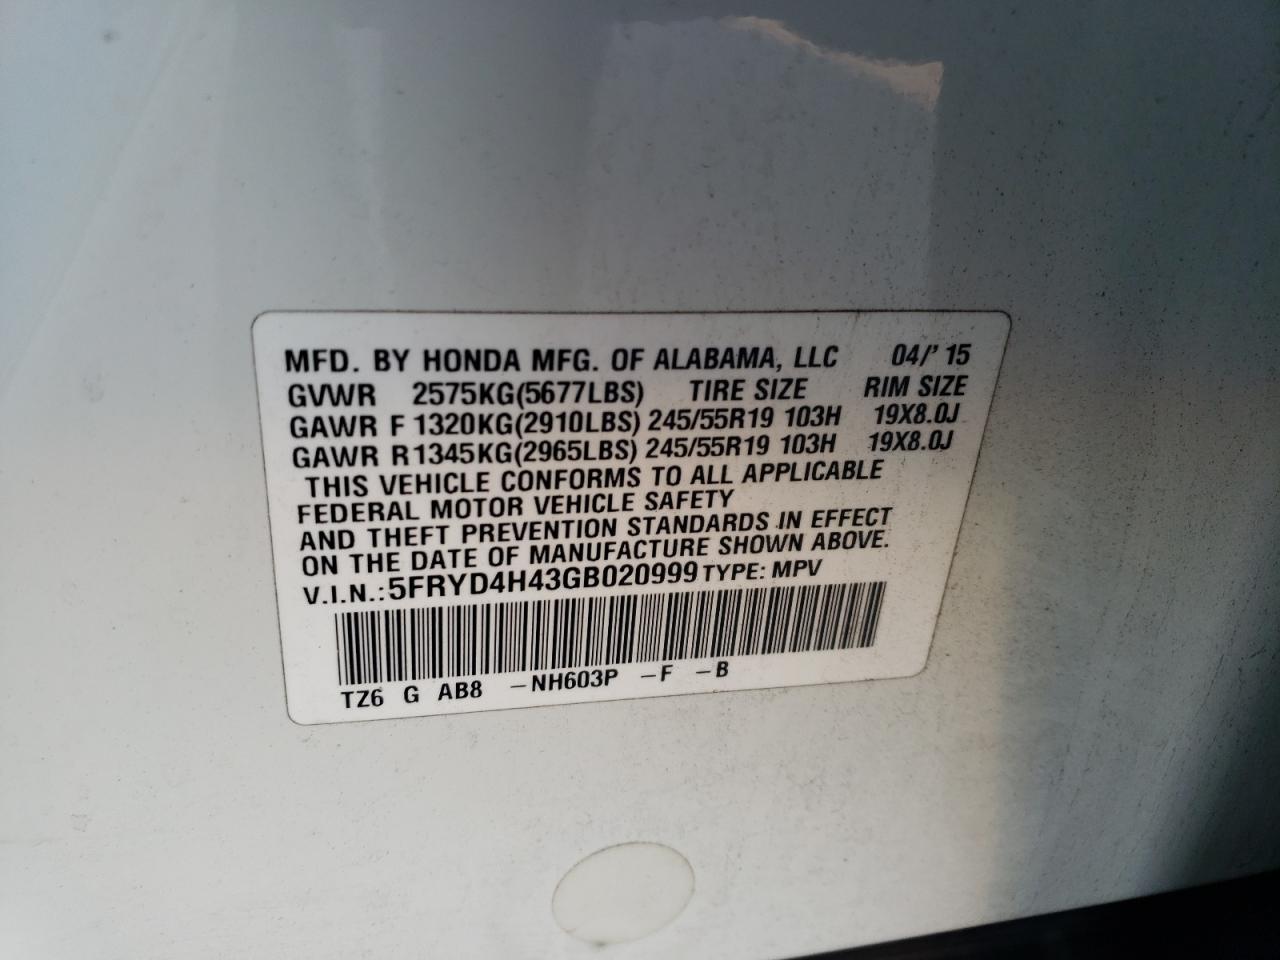 MFD. BY HONDA MFG. OF ALABAMA, LLC 04/'15
GVWR 2575KG(5677LBS) TIRE SIZE RIM SIZE
GAWR F 1320KG(2910LBS) 245/55R19 103H 19X8.0J
GAWR R 1345KG(2965LBS) 245/55R19 103H 19X8.0J
THIS VEHICLE CONFORMS TO ALL APPLICABLE
FEDERAL MOTOR VEHICLE SAFETY
AND THEFT PREVENTION STANDARDS IN EFFECT
ON THE DATE OF MANUFACTURE SHOWN ABOVE.
V.I.N.:5FRYD4H43GB020999 TYPE: MPV
TZ6 G AB8 -NH603P -F -B